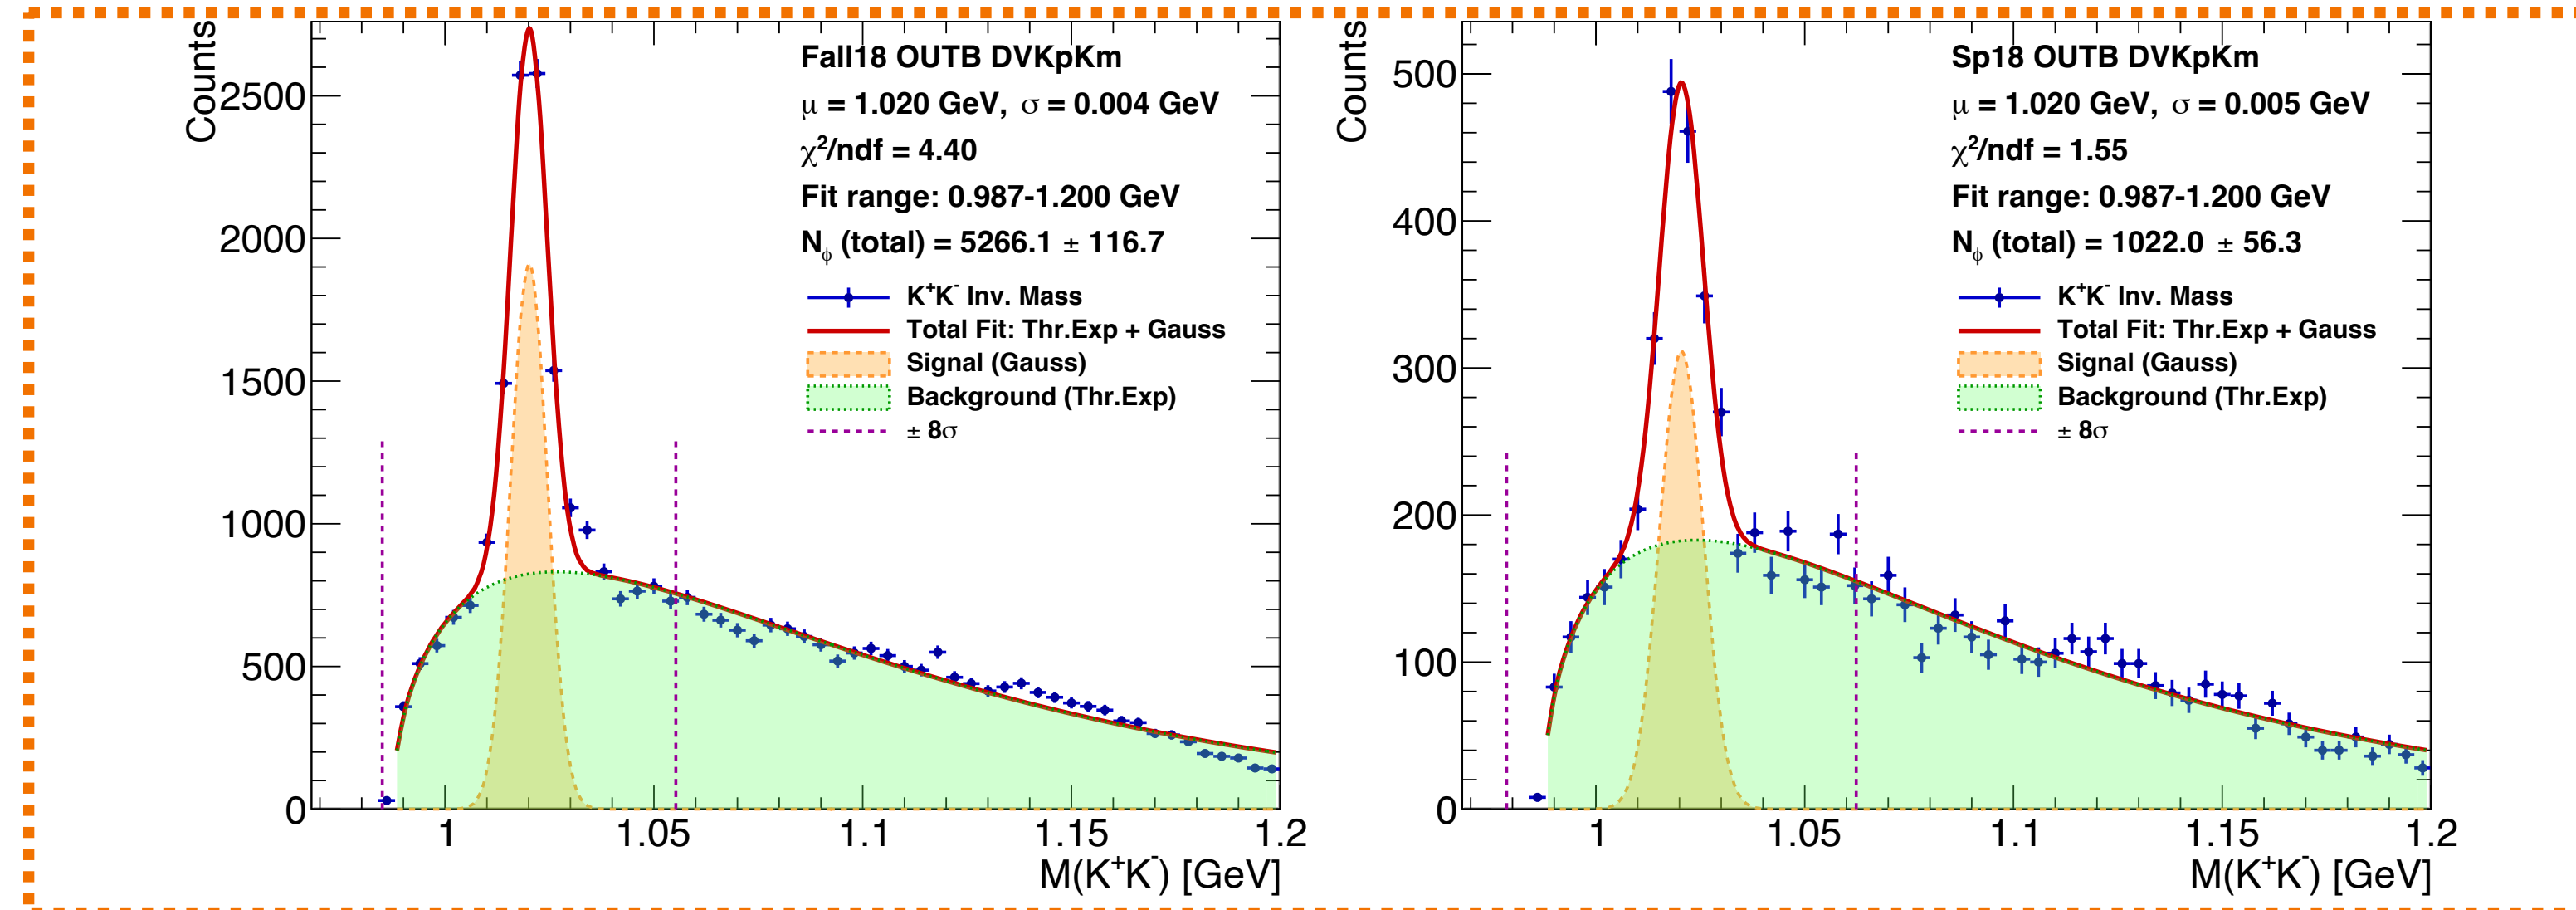 Counts
2500
2000
1500
1000
500
0
1
1.05
1.1
1.15
1.2
M(K⁺K⁻) [GeV]
Fall18 OUTB DVKpKm
μ = 1.020 GeV, σ = 0.004 GeV
χ²/ndf = 4.40
Fit range: 0.987-1.200 GeV
N_ϕ (total) = 5266.1 ± 116.7
K⁺K⁻ Inv. Mass
Total Fit: Thr.Exp + Gauss
Signal (Gauss)
Background (Thr.Exp)
± 8σ
Counts
500
400
300
200
100
0
1
1.05
1.1
1.15
1.2
M(K⁺K⁻) [GeV]
Sp18 OUTB DVKpKm
μ = 1.020 GeV, σ = 0.005 GeV
χ²/ndf = 1.55
Fit range: 0.987-1.200 GeV
N_ϕ (total) = 1022.0 ± 56.3
K⁺K⁻ Inv. Mass
Total Fit: Thr.Exp + Gauss
Signal (Gauss)
Background (Thr.Exp)
± 8σ